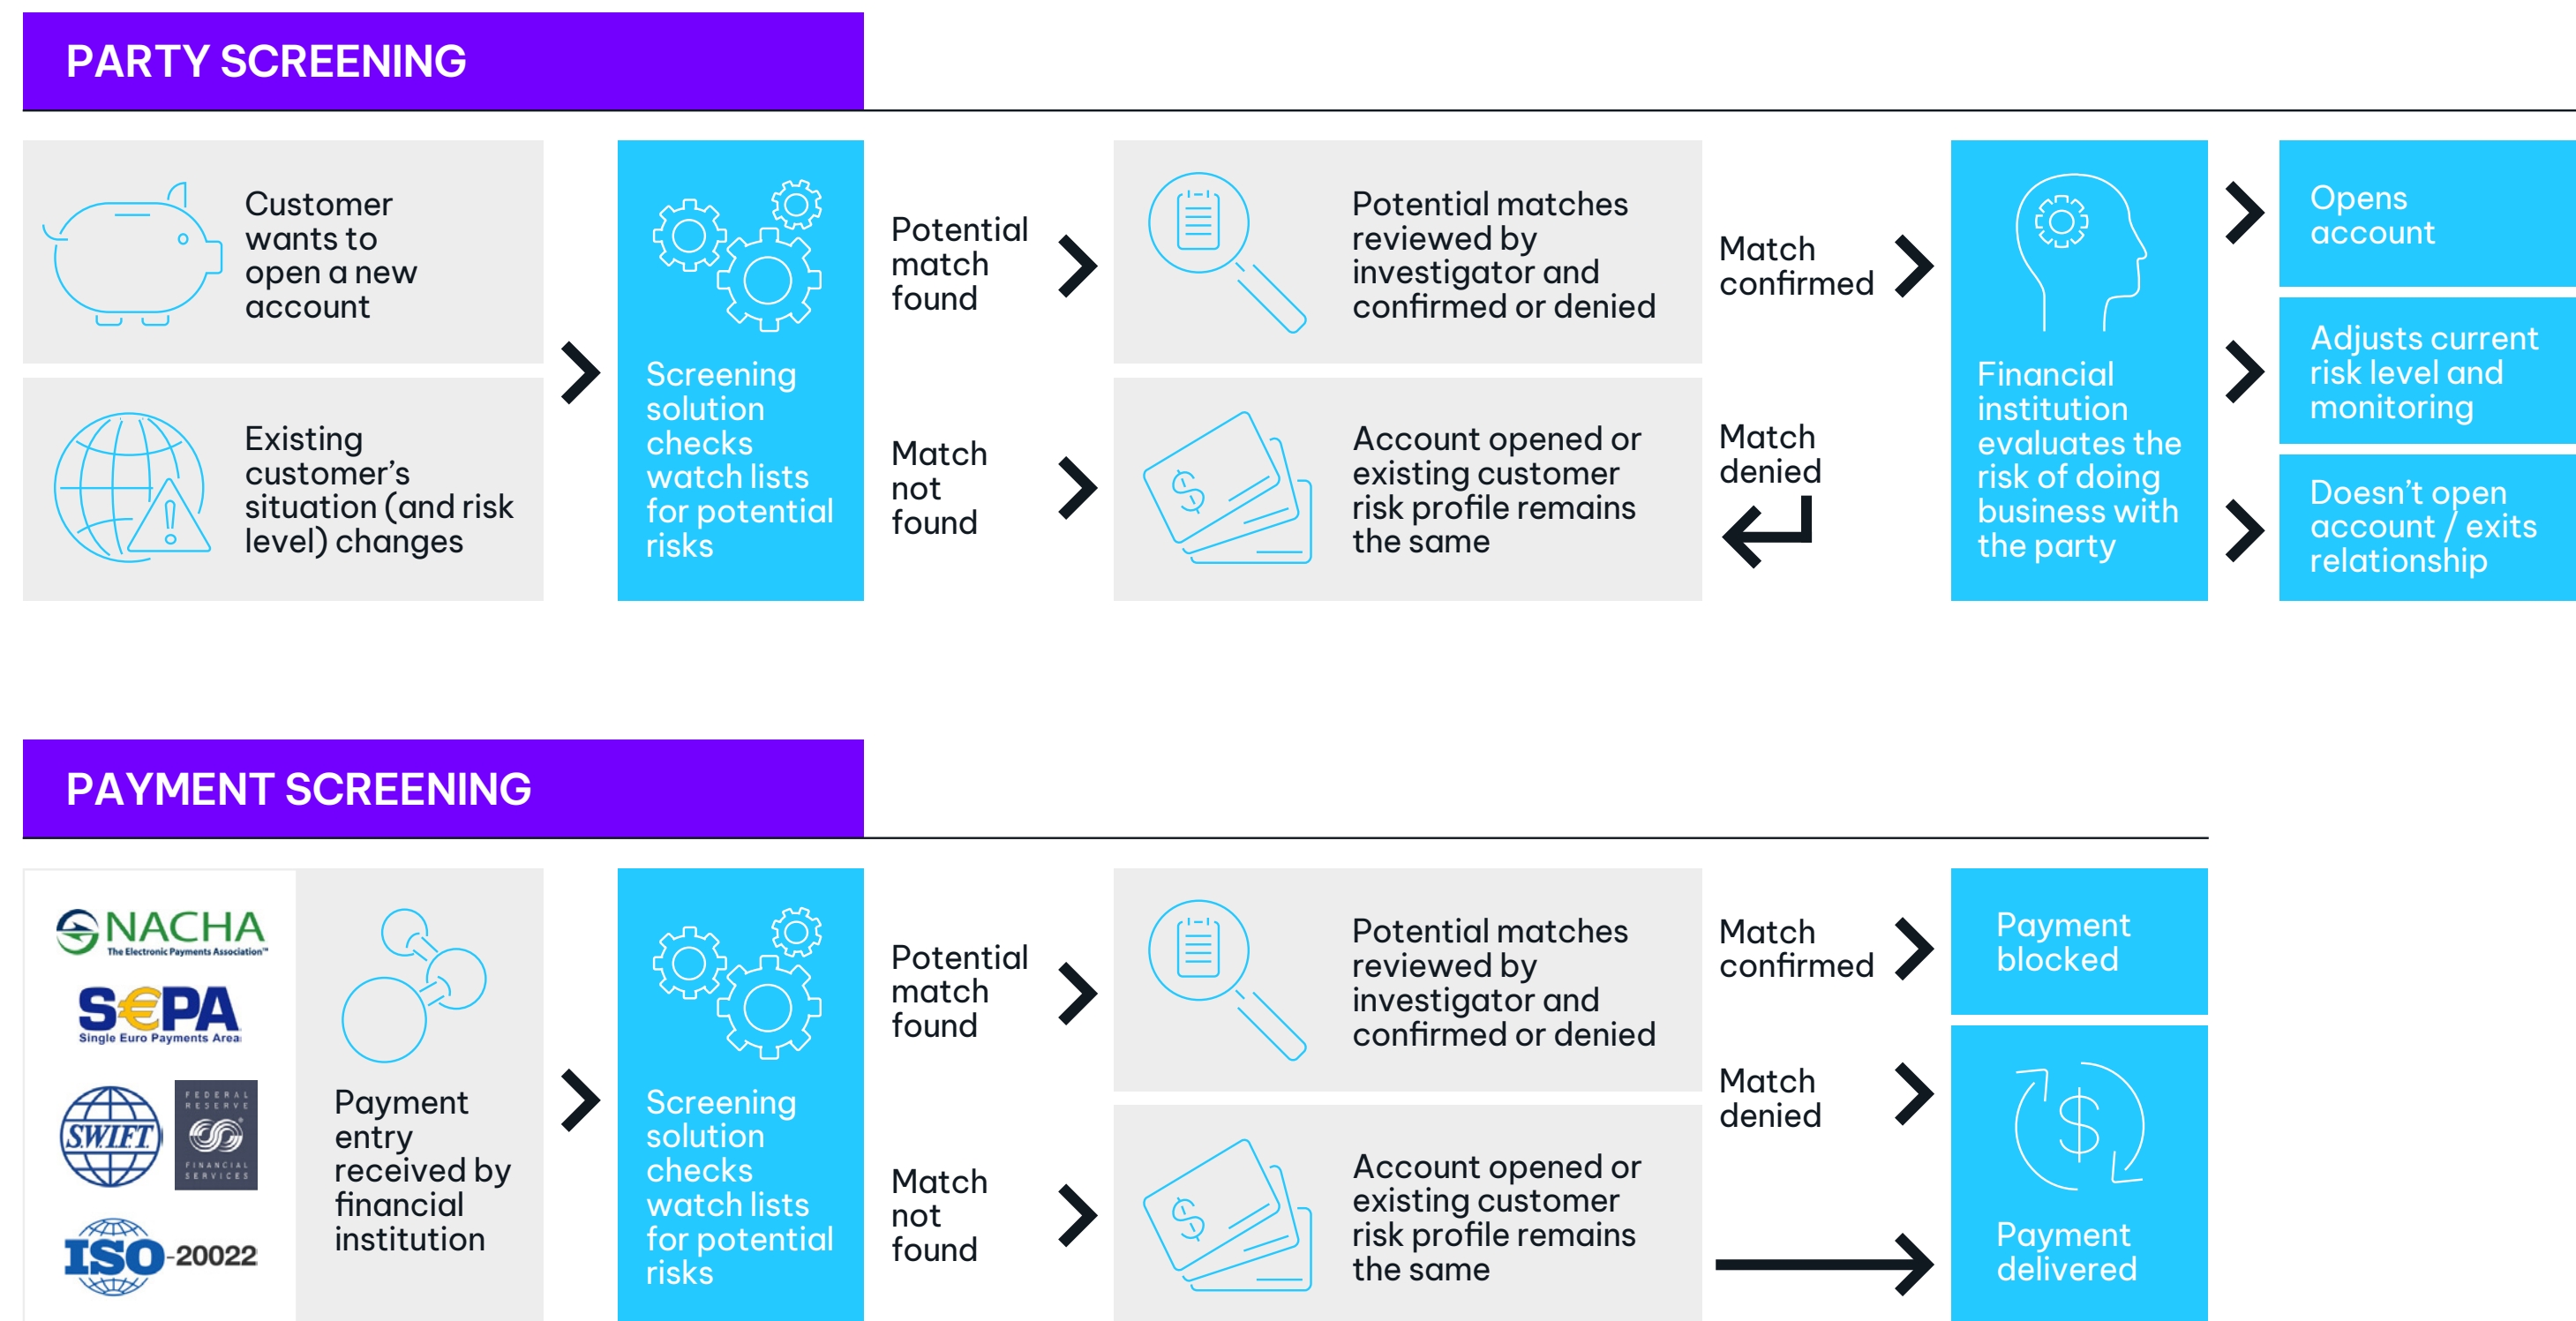 PARTY SCREENING
Customer
wants to
open a new
account
Existing
customer's
situation (and risk
level) changes
Screening
solution
checks
watch lists
for potential
risks
Potential
match
found
Match
not
found
Potential matches
reviewed by
investigator and
confirmed or denied
Account opened or
existing customer
risk profile remains
the same
Match
confirmed
Match
denied
Financial
institution
evaluates the
risk of doing
business with
the party
Opens
account
Adjusts current
risk level and
monitoring
Doesn't open
account / exits
relationship
PAYMENT SCREENING
NACHA
The Electronic Payments Association™
S€PA
Single Euro Payments Area
S.W.I.F.T.
FEDERAL
RESERVE
FINANCIAL
SERVICES
ISO-20022
Payment
entry
received by
financial
institution
Screening
solution
checks
watch lists
for potential
risks
Potential
match
found
Match
not
found
Potential matches
reviewed by
investigator and
confirmed or denied
Account opened or
existing customer
risk profile remains
the same
Match
confirmed
Match
denied
Payment
blocked
Payment
delivered